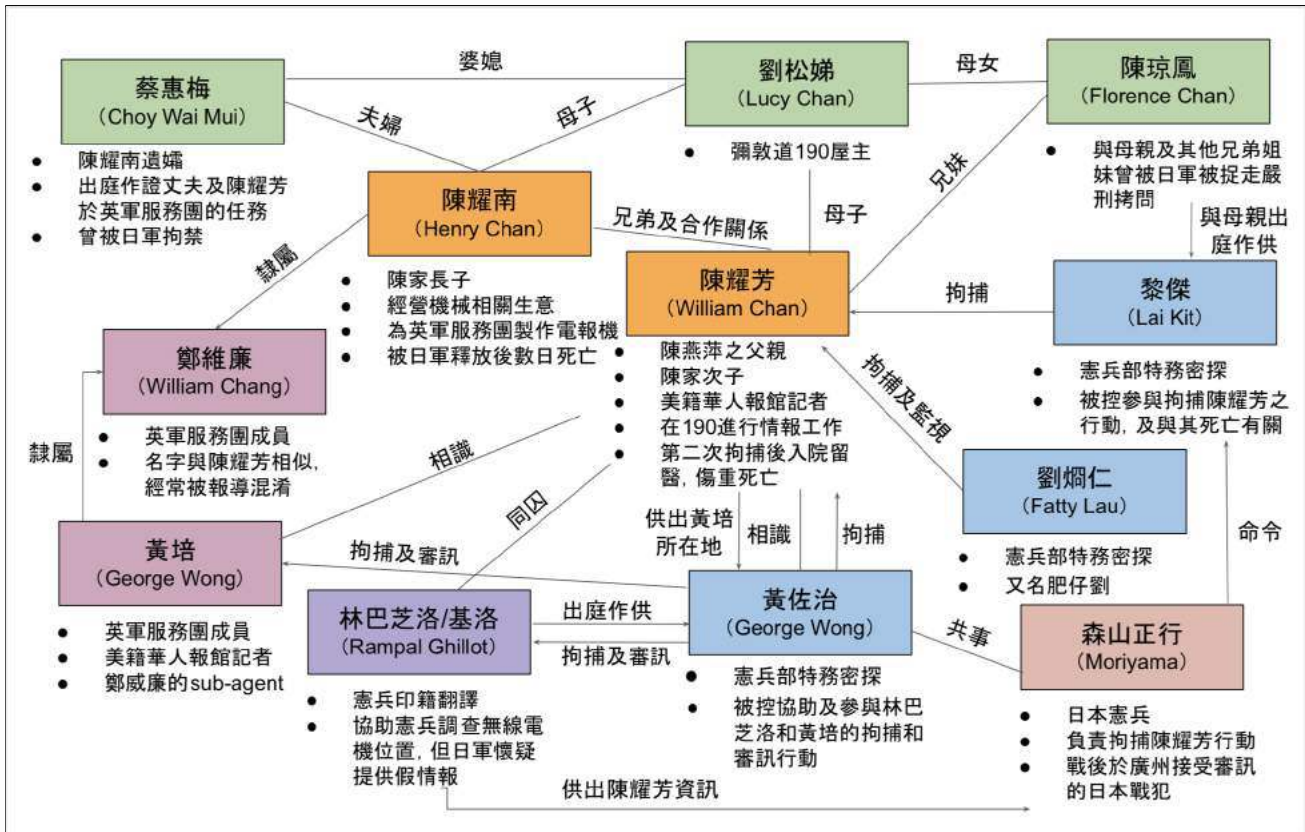 婆媳
蔡惠梅
(Choy Wai Mui)
劉松娣
(Lucy Chan)
母女
陳琼鳳
(Florence Chan)
夫婦
母子
陳耀南遺孀
出庭作證丈夫及陳耀芳
於英軍服務團的任務
曾被日軍拘禁
彌敦道190屋主
與母親及其他兄弟姐
妹曾被日軍被捉走嚴
刑拷問
兄妹
陳耀南
(Henry Chan)
兄弟及合作關係
母子
與母親出
庭作供
隸屬
陳家長子
經營機械相關生意
為英軍服務團製作電報機
被日軍釋放後數日死亡
陳耀芳
(William Chan)
拘捕
黎傑
(Lai Kit)
鄭維廉
(William Chang)
陳燕萍之父親
陳家次子
美籍華人報館記者
在190進行情報工作
第二次拘捕後入院留
醫, 傷重死亡
拘捕及監視
憲兵部特務密探
被控參與拘捕陳耀芳之
行動, 及與其死亡有關
隸屬
英軍服務團成員
名字與陳耀芳相似,
經常被報導混淆
相識
劉燜仁
(Fatty Lau)
同囚
供出黃培
所在地
相識
拘捕
命令
黃培
(George Wong)
拘捕及審訊
憲兵部特務密探
又名肥仔劉
林巴芝洛/基洛
(Rampal Ghillot)
出庭作供
拘捕及審訊
黃佐治
(George Wong)
共事
森山正行
(Moriyama)
英軍服務團成員
美籍華人報館記者
鄭威廉的sub-agent
憲兵印籍翻譯
協助憲兵調查無線電
機位置, 但日軍懷疑
提供假情報
憲兵部特務密探
被控協助及參與林巴
芝洛和黃培的拘捕和
審訊行動
日本憲兵
負責拘捕陳耀芳行動
戰後於廣州接受審訊
的日本戰犯
供出陳耀芳資訊